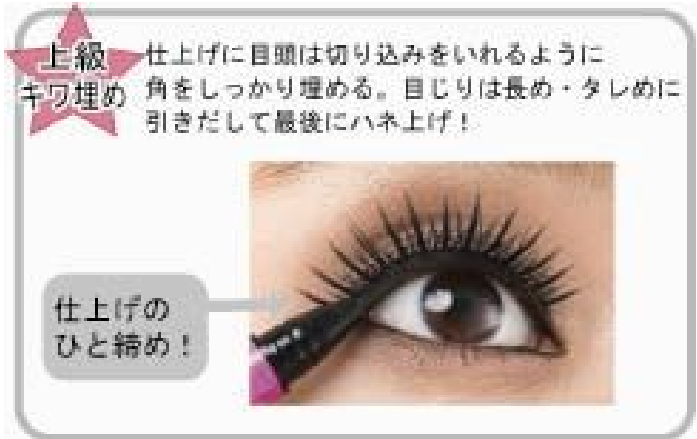 上級
キワ埋め
仕上げに目頭は切り込みをいれるように
角をしっかり埋める。目じりは長め・タレめに
引きだして最後にハネ上げ！
仕上げの
ひと締め！